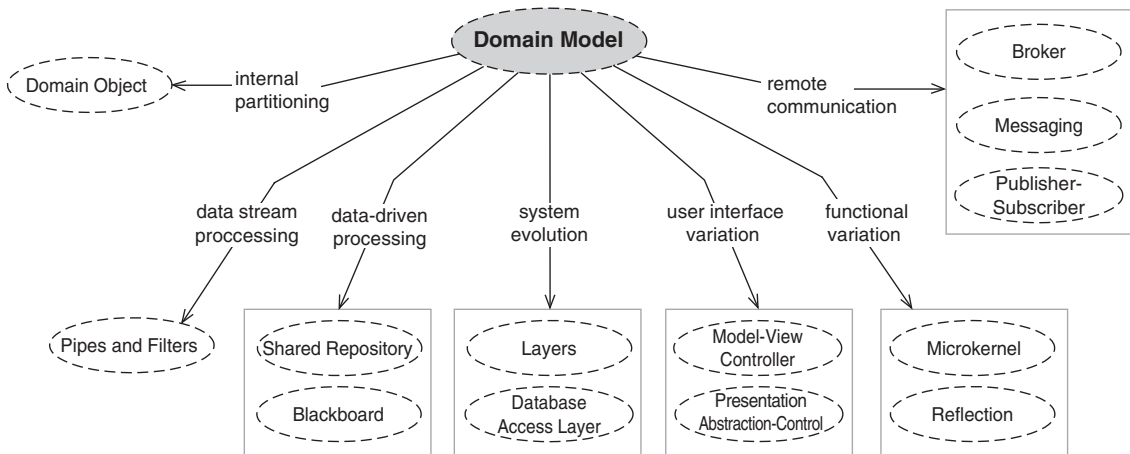 Domain Model
Domain Object
internal
partitioning
remote
communication
Broker
Messaging
Publisher-
Subscriber
data stream
proccessing
data-driven
processing
system
evolution
user interface
variation
functional
variation
Pipes and Filters
Shared Repository
Blackboard
Layers
Database
Access Layer
Model-View
Controller
Presentation
Abstraction-Control
Microkernel
Reflection